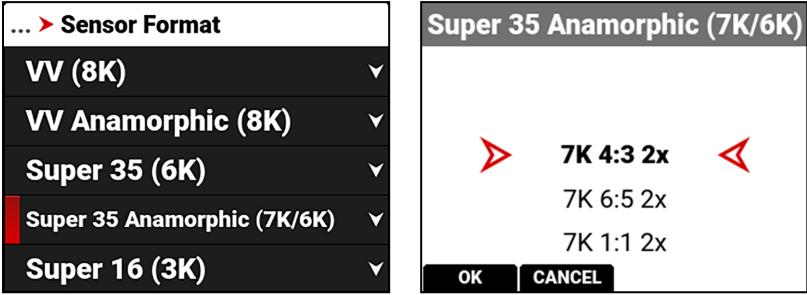 ... Sensor Format
VV (8K)
VV Anamorphic (8K)
Super 35 (6K)
Super 35 Anamorphic (7K/6K)
Super 16 (3K)
Super 35 Anamorphic (7K/6K)
7K 4:3 2x
7K 6:5 2x
7K 1:1 2x
OK CANCEL